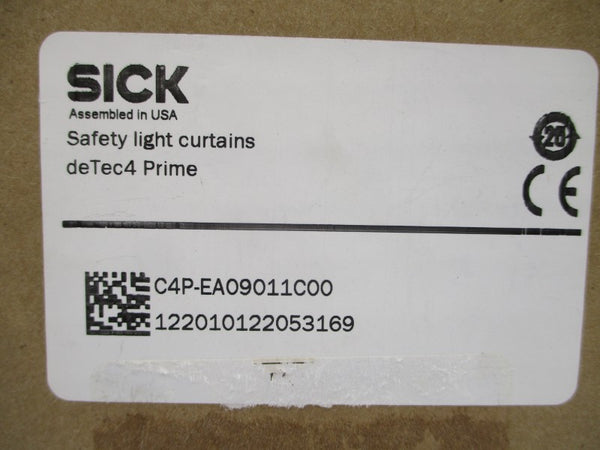 SICK
Assembled in USA
Safety light curtains
deTec4 Prime
20
CE
C4P-EA09011C00
122010122053169